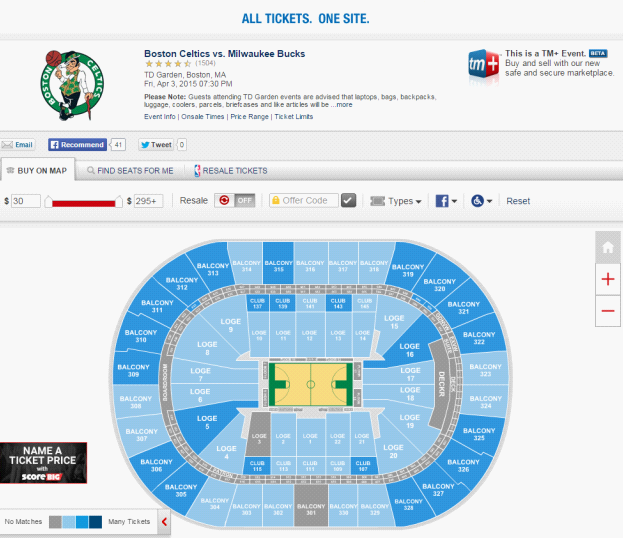 ALL TICKETS. ONE SITE.
BOSTON CELTICS
Boston Celtics vs. Milwaukee Bucks
(1504)
TD Garden, Boston, MA
Fri, Apr 3, 2015 07:30 PM
Please Note: Guests attending TD Garden events are advised that laptops, bags, backpacks,
luggage, coolers, parcels, briefcases and like articles will be ...more
Event Info | Onsale Times | Price Range | Ticket Limits
tm+
This is a TM+ Event. BETA
Buy and sell with our new
safe and secure marketplace.
Email
Recommend 41
Tweet 0
BUY ON MAP
FIND SEATS FOR ME
RESALE TICKETS
$ 30
$ 295+
Resale OFF
Offer Code
Types
Reset
BALCONY 313
BALCONY 314
BALCONY 315
BALCONY 316
BALCONY 317
BALCONY 318
BALCONY 319
BALCONY 312
BALCONY 320
BALCONY 311
BALCONY 321
BALCONY 310
BALCONY 322
BALCONY 309
BALCONY 323
BALCONY 308
BALCONY 324
BALCONY 307
BALCONY 325
BALCONY 306
BALCONY 326
BALCONY 305
BALCONY 327
BALCONY 304
BALCONY 303
BALCONY 302
BALCONY 301
BALCONY 330
BALCONY 329
BALCONY 328
CLUB 137
CLUB 139
CLUB 141
CLUB 143
CLUB 145
LOGE 9
LOGE 10
LOGE 11
LOGE 12
LOGE 13
LOGE 14
LOGE 15
LOGE 8
LOGE 16
LOGE 7
LOGE 17
LOGE 6
LOGE 18
LOGE 5
LOGE 19
LOGE 4
LOGE 3
LOGE 2
LOGE 1
LOGE 22
LOGE 21
LOGE 20
CLUB 115
CLUB 113
CLUB 111
CLUB 109
CLUB 107
BOARDROOM
DECKR
NAME A
TICKET PRICE
with
SCOREBIG
No Matches
Many Tickets